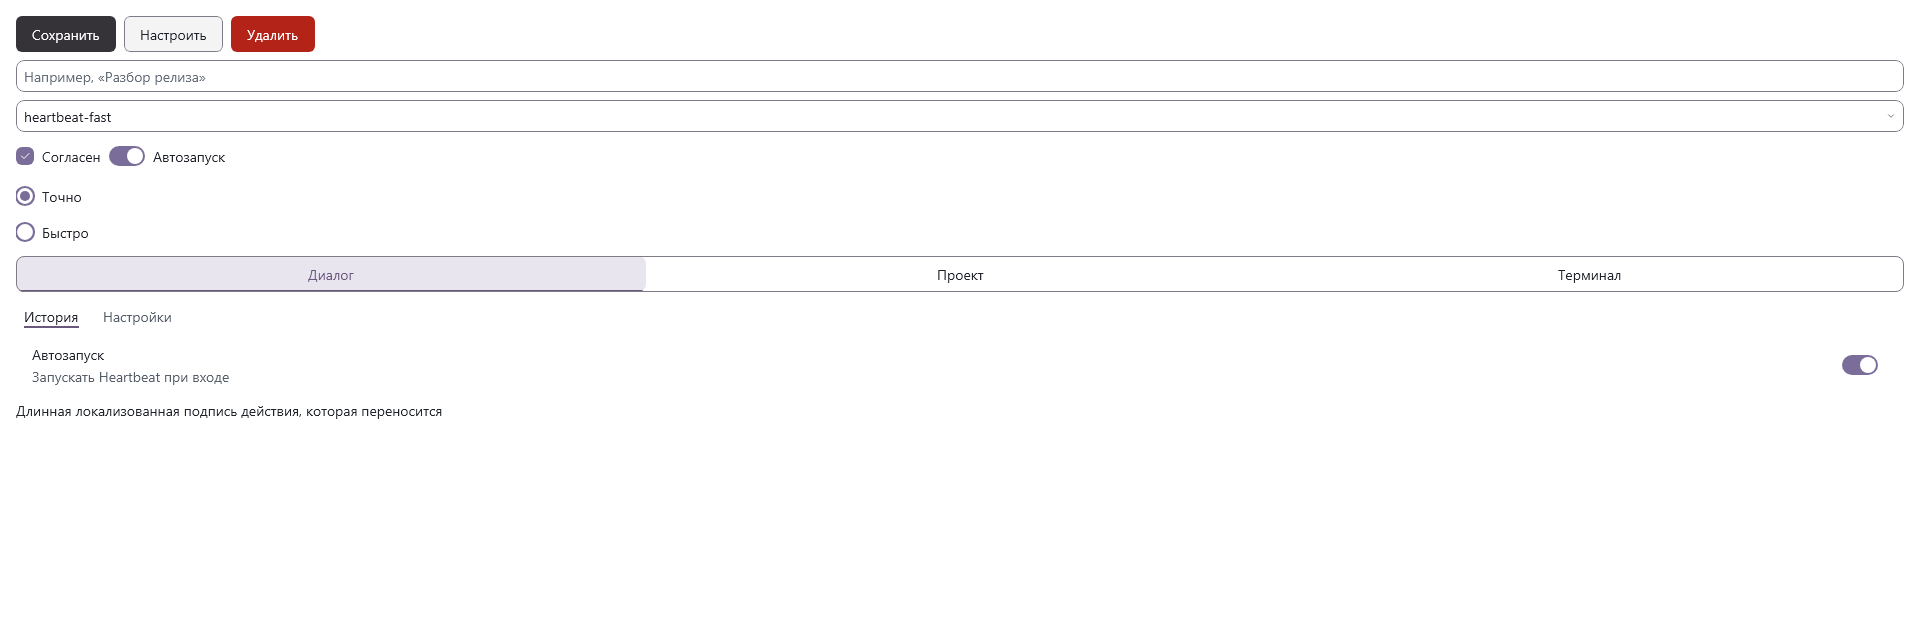 Сохранить Настроить Удалить
Например, «Разбор релиза»
heartbeat-fast
Согласен Автозапуск
Точно
Быстро
Диалог Проект Терминал
История Настройки
Автозапуск
Запускать Heartbeat при входе
Длинная локализованная подпись действия, которая переносится